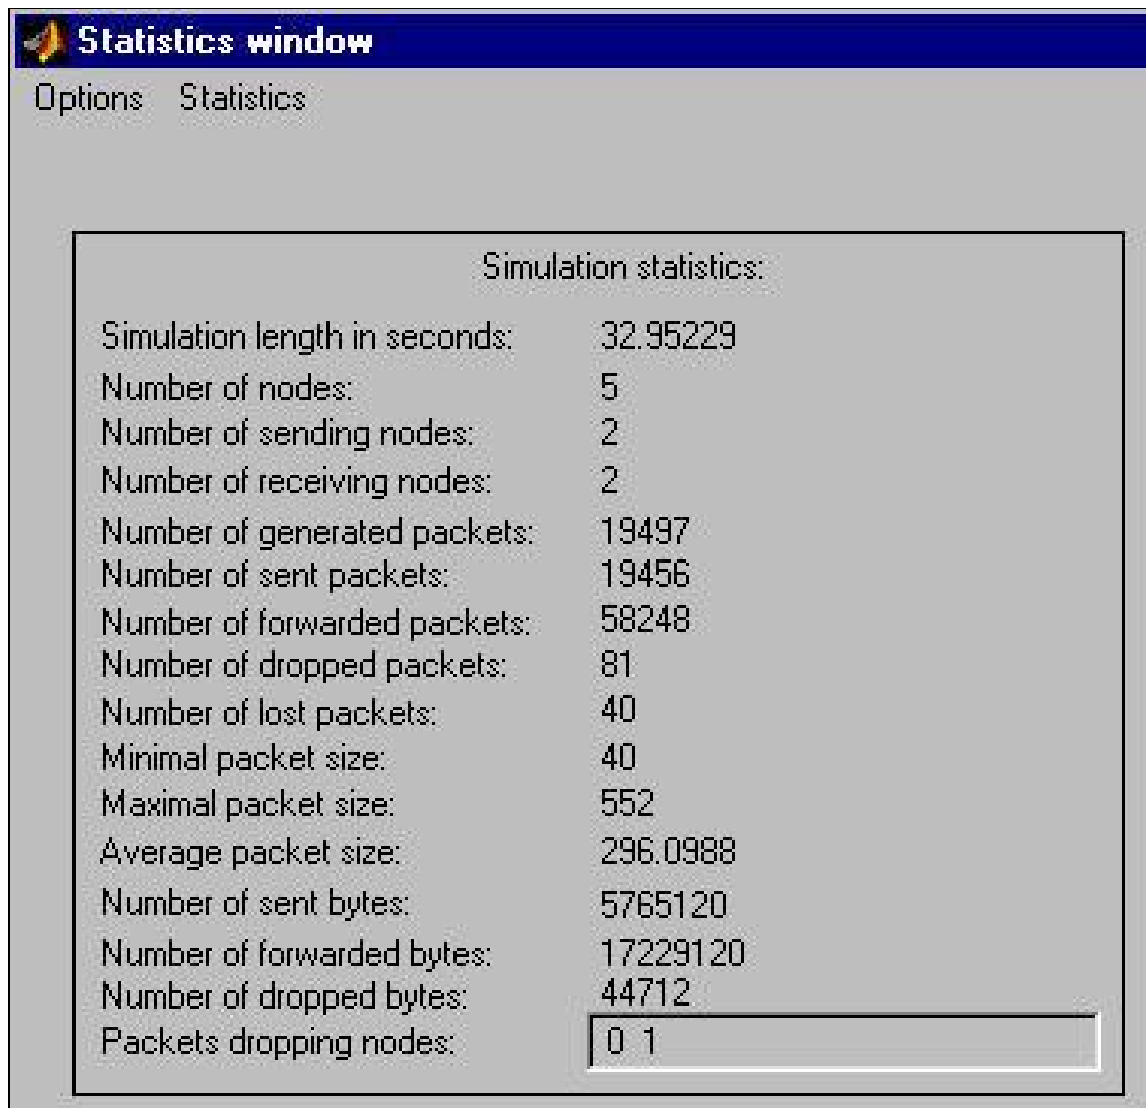 Statistics window
Options Statistics
Simulation statistics:
Simulation length in seconds: 32.95229
Number of nodes: 5
Number of sending nodes: 2
Number of receiving nodes: 2
Number of generated packets: 19497
Number of sent packets: 19456
Number of forwarded packets: 58248
Number of dropped packets: 81
Number of lost packets: 40
Minimal packet size: 40
Maximal packet size: 552
Average packet size: 296.0988
Number of sent bytes: 5765120
Number of forwarded bytes: 17229120
Number of dropped bytes: 44712
Packets dropping nodes: 0 1